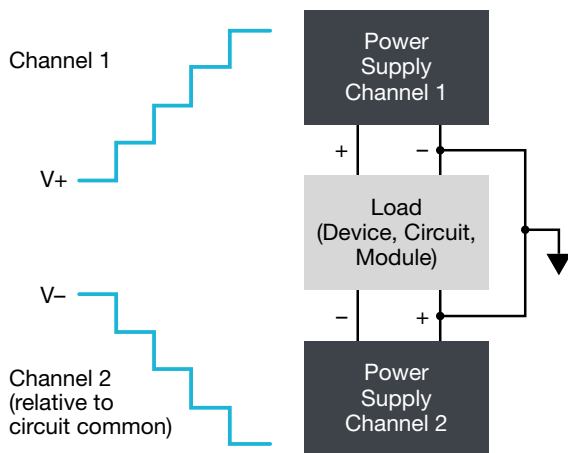 Channel 1
V+
Power
Supply
Channel 1
+
−
Load
(Device, Circuit,
Module)
V−
Channel 2
(relative to
circuit common)
−
+
Power
Supply
Channel 2